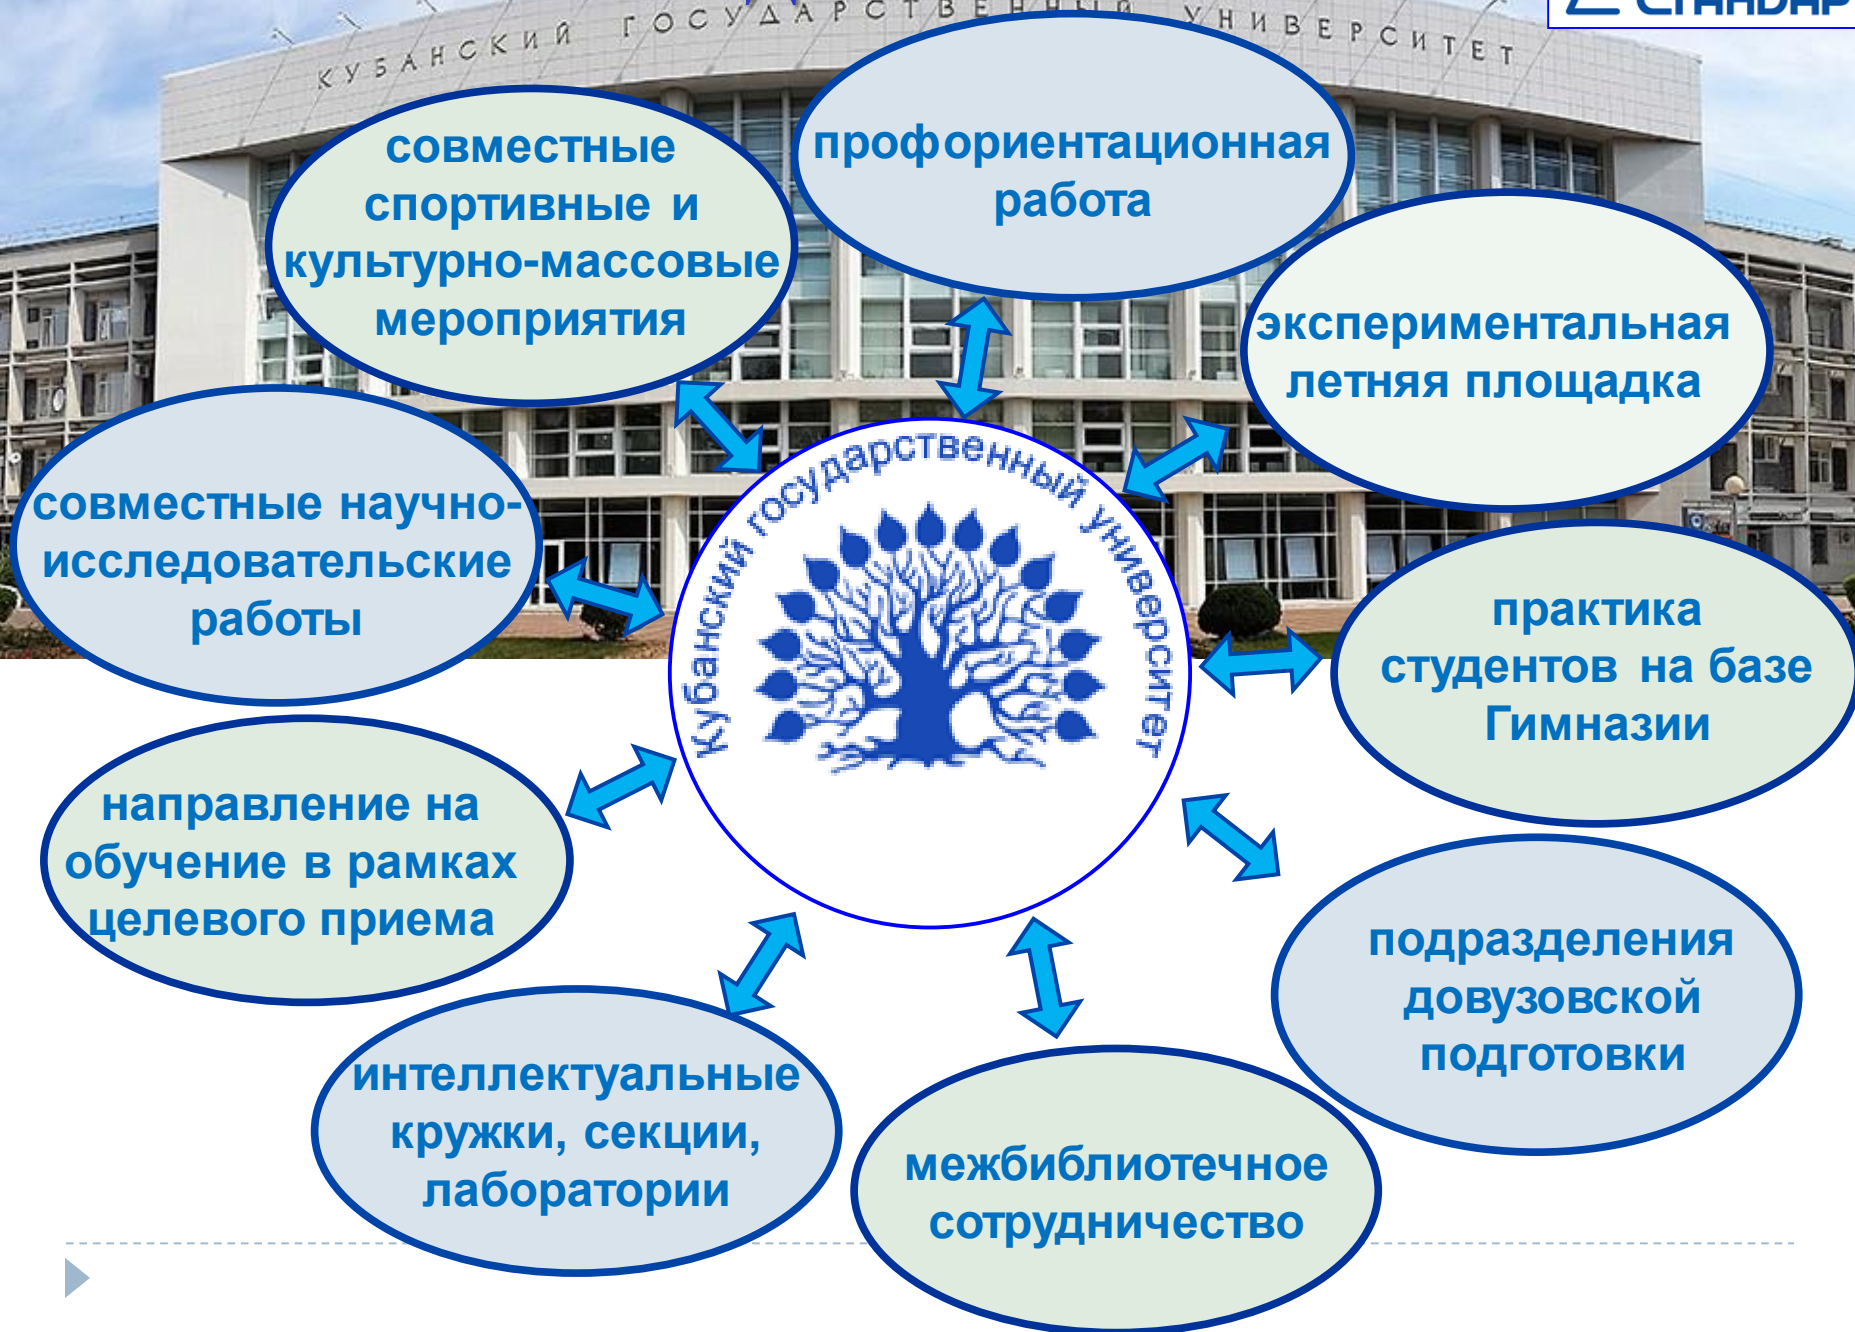 КУБАНСКИЙ ГОСУДАРСТВЕННЫЙ УНИВЕРСИТЕТ
совместные
спортивные и
культурно-массовые
мероприятия
профориентационная
работа
экспериментальная
летняя площадка
совместные научно-
исследовательские
работы
Кубанский государственный университет
практика
студентов на базе
Гимназии
направление на
обучение в рамках
целевого приема
подразделения
довузовской
подготовки
интеллектуальные
кружки, секции,
лаборатории
межбиблиотечное
сотрудничество